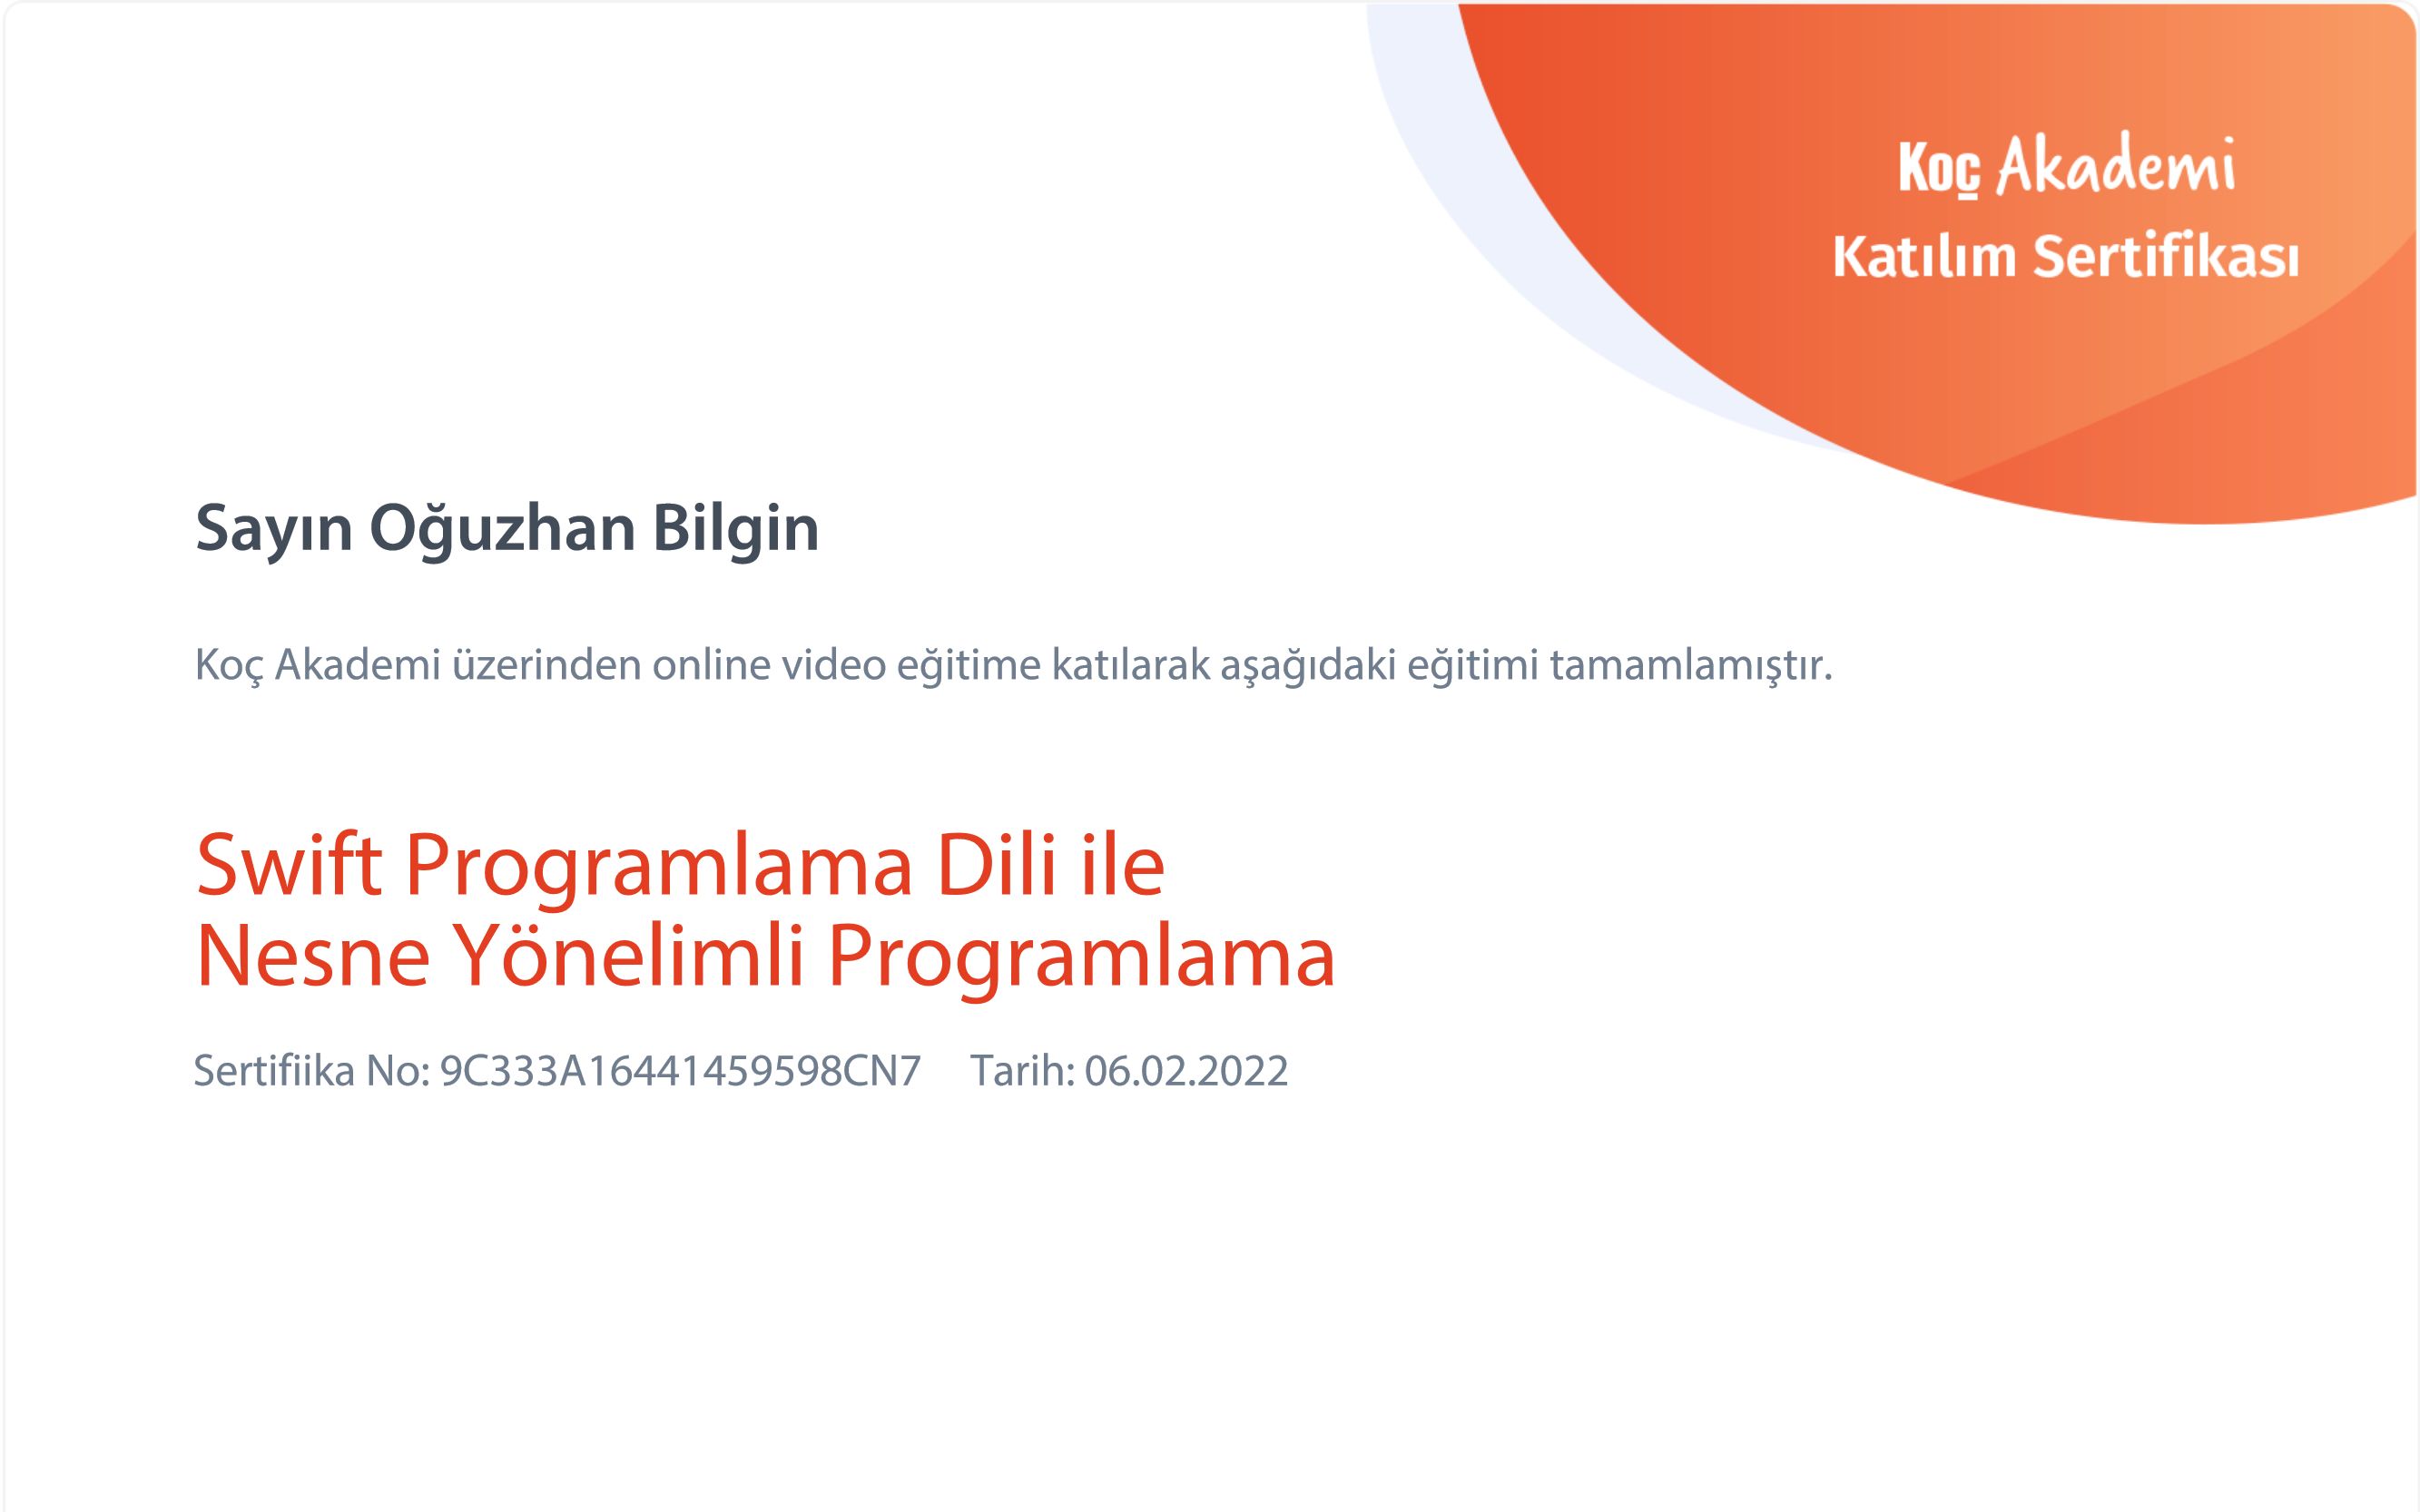 Koç Akademi
Katılım Sertifikası
Sayın Oğuzhan Bilgin
Koç Akademi üzerinden online video eğitime katılarak aşağıdaki eğitimi tamamlamıştır.
Swift Programlama Dili ile
Nesne Yönelimli Programlama
Sertifiika No: 9C333A1644145959598CN7 Tarih: 06.02.2022